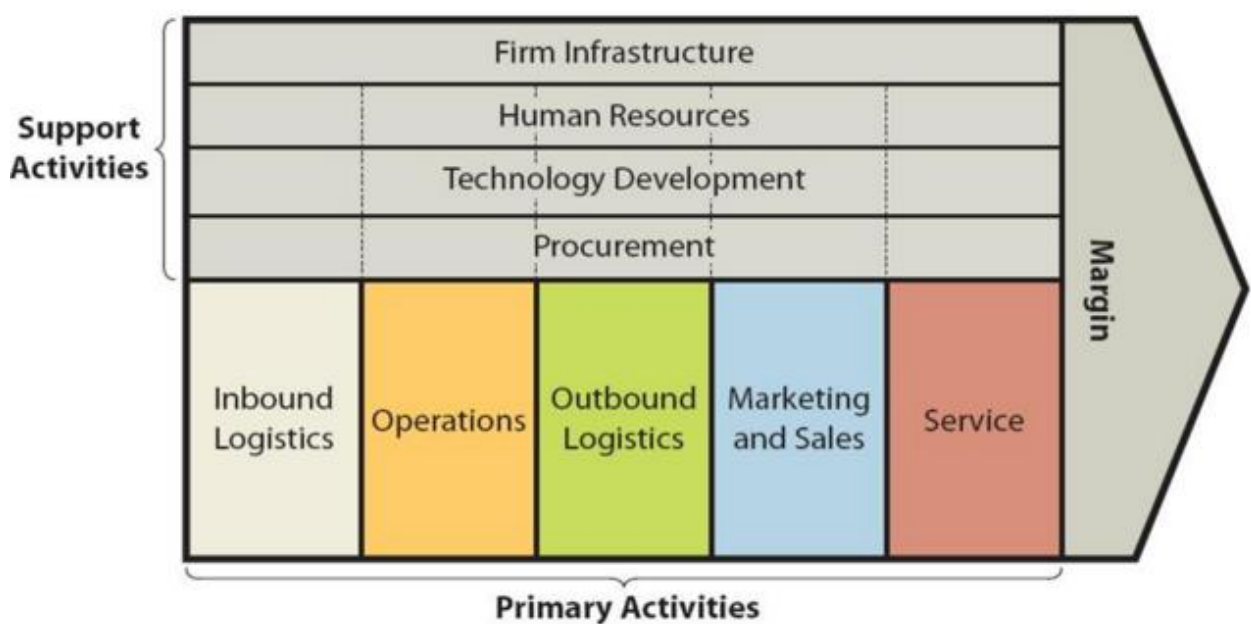 Support
Activities
Firm Infrastructure
Human Resources
Technology Development
Procurement
Inbound
Logistics
Operations
Outbound
Logistics
Marketing
and Sales
Service
Margin
Primary Activities